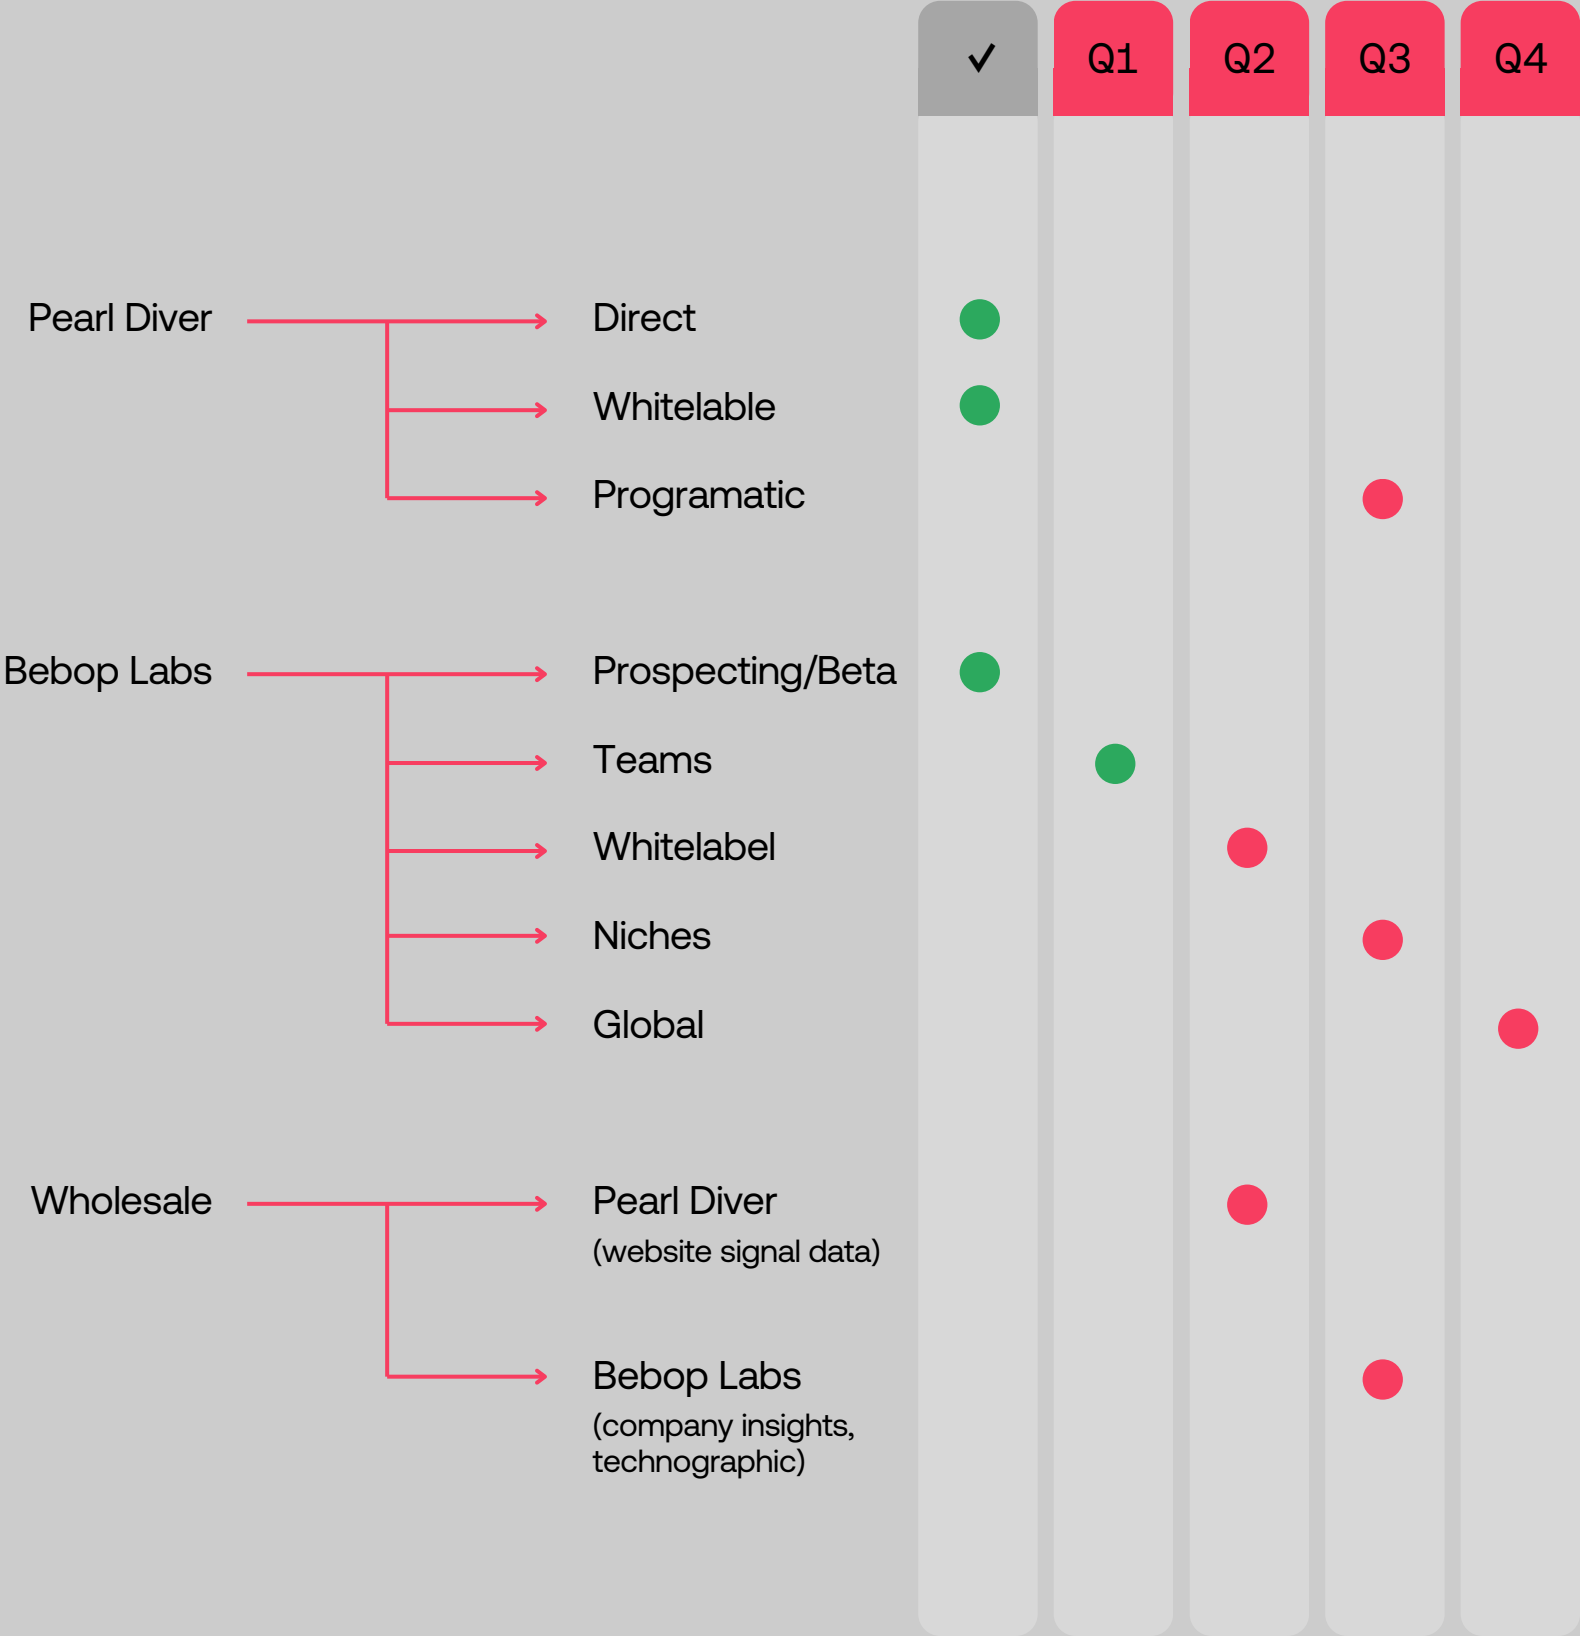 ✓ Q1 Q2 Q3 Q4
Pearl Diver Direct
Whitelable
Programatic
Bebop Labs Prospecting/Beta
Teams
Whitelabel
Niches
Global
Wholesale Pearl Diver
(website signal data)
Bebop Labs
(company insights,
technographic)